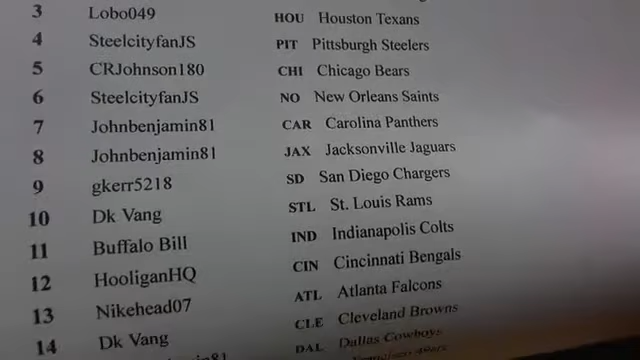 3 Lobo049 HOU Houston Texans
4 SteelcityfanJS PIT Pittsburgh Steelers
5 CRJohnson180 CHI Chicago Bears
6 SteelcityfanJS NO New Orleans Saints
7 Johnbenjamin81 CAR Carolina Panthers
8 Johnbenjamin81 JAX Jacksonville Jaguars
9 gkerr5218 SD San Diego Chargers
10 Dk Vang STL St. Louis Rams
11 Buffalo Bill IND Indianapolis Colts
12 HooliganHQ CIN Cincinnati Bengals
13 Nikehead07 ATL Atlanta Falcons
14 Dk Vang CLE Cleveland Browns
DAL Dallas Cowboys
49ers